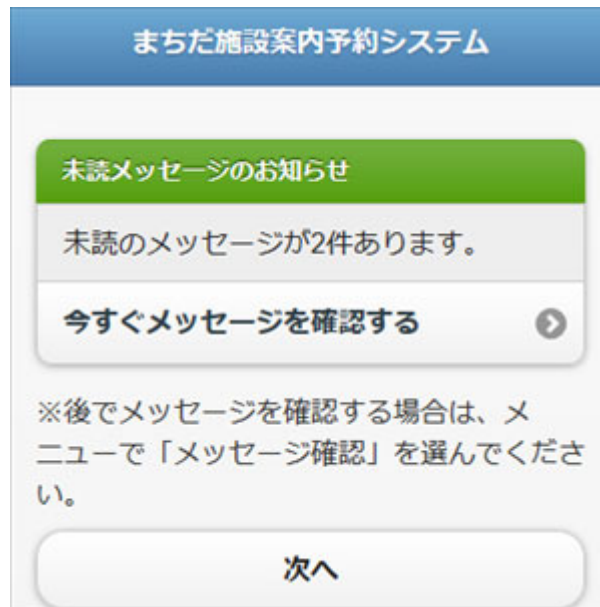 まちだ施設案内予約システム
未読メッセージのお知らせ
未読のメッセージが2件あります。
今すぐメッセージを確認する
※後でメッセージを確認する場合は、メ
ニューで「メッセージ確認」を選んでくださ
い。
次へ